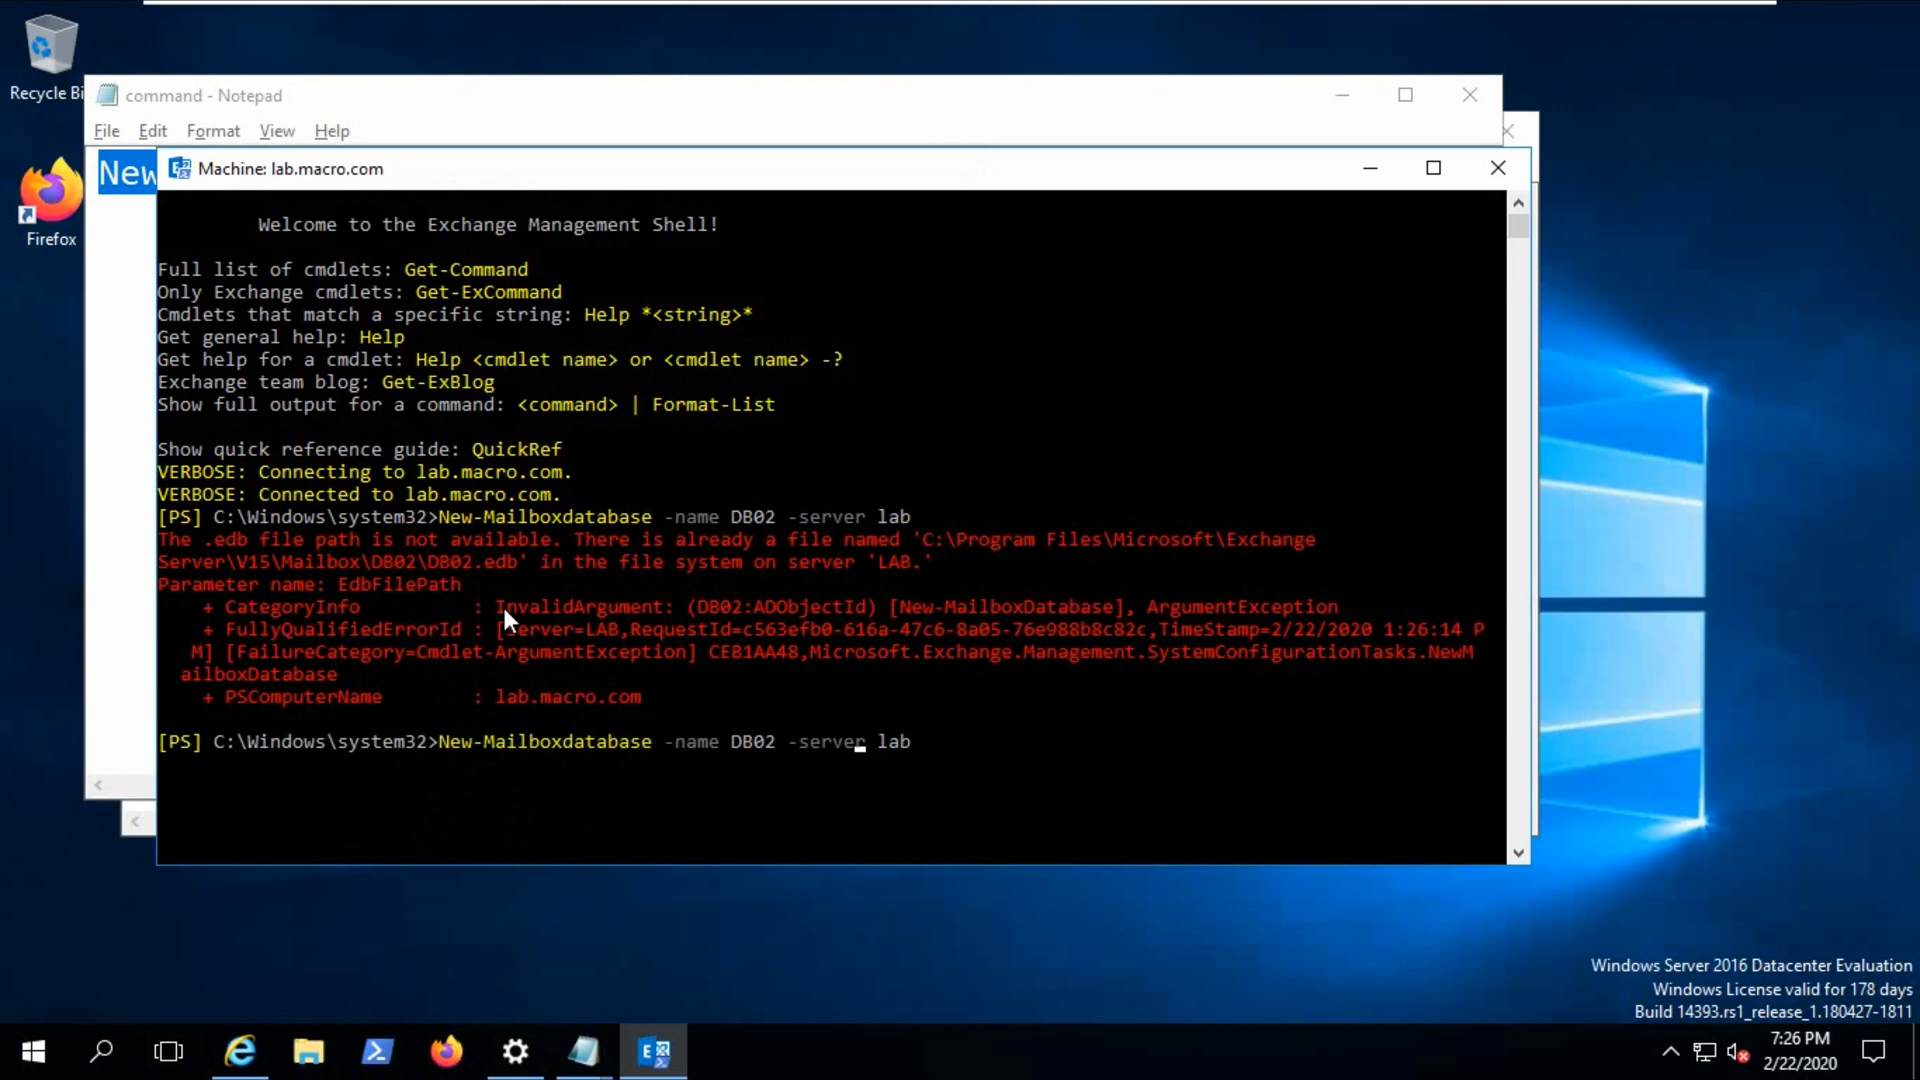 Recycle Bi
command - Notepad
File Edit Format View Help
New
Machine: lab.macro.com
Firefox
Welcome to the Exchange Management Shell!
Full list of cmdlets: Get-Command
Only Exchange cmdlets: Get-ExCommand
Cmdlets that match a specific string: Help *<string>*
Get general help: Help
Get help for a cmdlet: Help <cmdlet name> or <cmdlet name> -?
Exchange team blog: Get-ExBlog
Show full output for a command: <command> | Format-List
Show quick reference guide: QuickRef
VERBOSE: Connecting to lab.macro.com.
VERBOSE: Connected to lab.macro.com.
[PS] C:\Windows\system32>New-Mailboxdatabase -name DB02 -server lab
The .edb file path is not available. There is already a file named 'C:\Program Files\Microsoft\Exchange
Server\V15\Mailbox\DB02\DB02.edb' in the file system on server 'LAB.'
Parameter name: EdbFilePath
+ CategoryInfo : InvalidArgument: (DB02:ADObjectId) [New-MailboxDatabase], ArgumentException
+ FullyQualifiedErrorId : [Server=LAB,RequestId=c563efb0-616a-47c6-8a05-76e988b8c82c,TimeStamp=2/22/2020 1:26:14 P
M] [FailureCategory=Cmdlet-ArgumentException] CEB1AA48,Microsoft.Exchange.Management.SystemConfigurationTasks.NewM
ailboxDatabase
+ PSComputerName : lab.macro.com
[PS] C:\Windows\system32>New-Mailboxdatabase -name DB02 -server lab
Windows Server 2016 Datacenter Evaluation
Windows License valid for 178 days
Build 14393.rs1_release_1.180427-1811
7:26 PM
2/22/2020